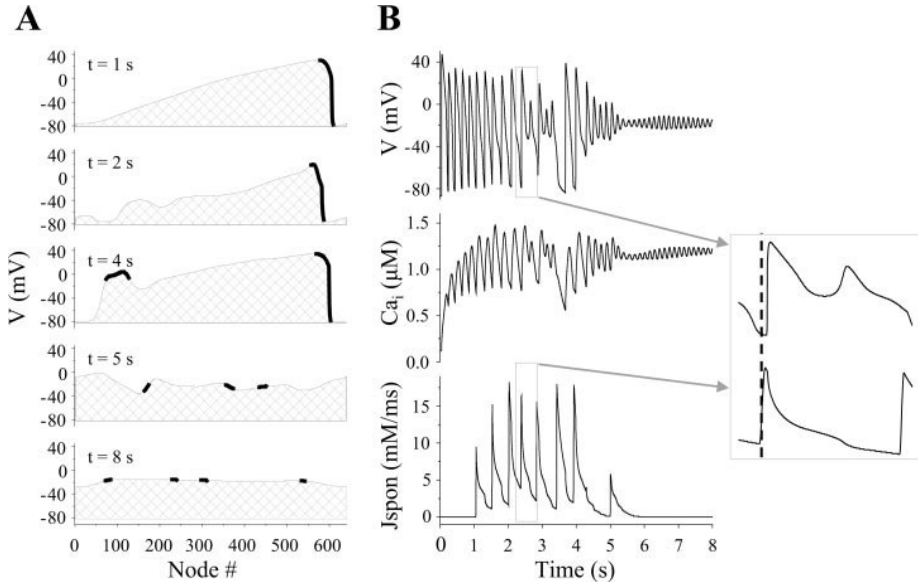 A
B
t = 1 s
t = 2 s
t = 4 s
t = 5 s
t = 8 s
40
0
-40
-80
40
0
-40
-80
40
0
-40
-80
40
0
-40
-80
40
0
-40
-80
V (mV)
0 100 200 300 400 500 600
Node #
40
0
-40
-80
V (mV)
1.5
1.0
0.5
0.0
Cai (μM)
15
10
5
0
Jspon (mM/ms)
0 1 2 3 4 5 6 7 8
Time (s)